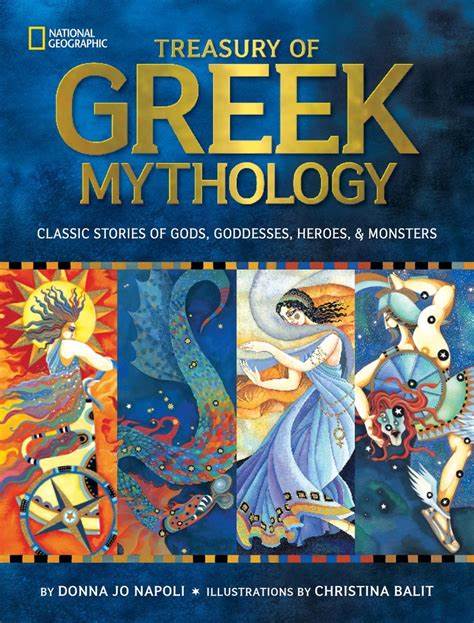 NATIONAL
GEOGRAPHIC
TREASURY OF
GREEK
MYTHOLOGY
CLASSIC STORIES OF GODS, GODDESSES, HEROES, & MONSTERS
BY DONNA JO NAPOLI ★ ILLUSTRATIONS BY CHRISTINA BALIT